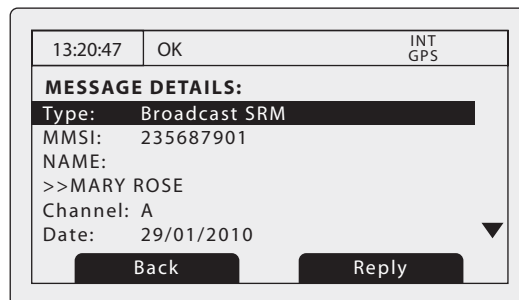 13:20:47 OK INT
GPS
MESSAGE DETAILS:
Type: Broadcast SRM
MMSI: 235687901
NAME:
>>MARY ROSE
Channel: A
Date: 29/01/2010
Back Reply